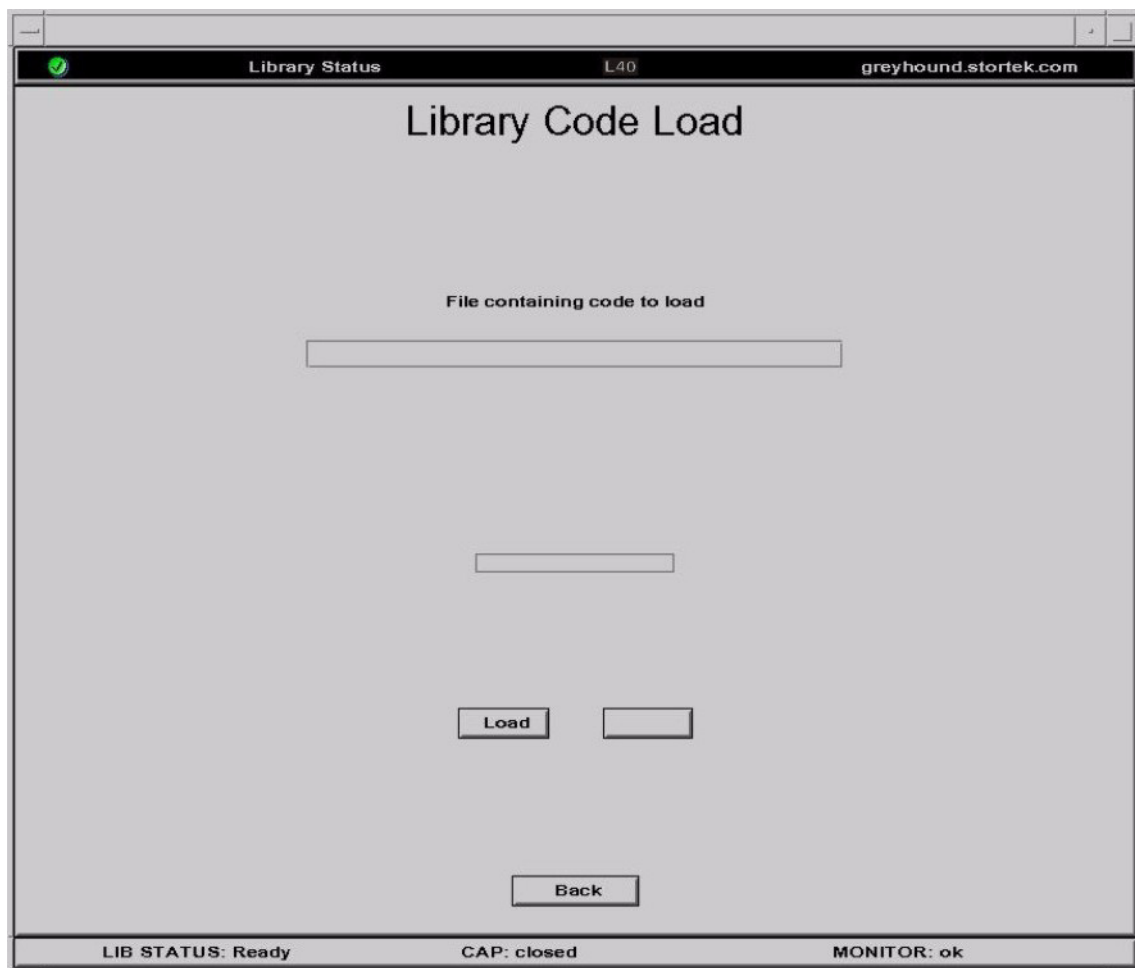 Library Status L40 greyhound.stortek.com
Library Code Load
File containing code to load
Load
Back
LIB STATUS: Ready CAP: closed MONITOR: ok